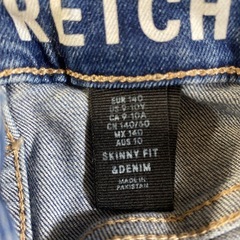 RETCH
EUR 140
US 9-10Y
CA 9-10A
CN 140/60
MX 140
AUS 10
SKINNY FIT
&DENIM
MADE IN
PAKISTAN